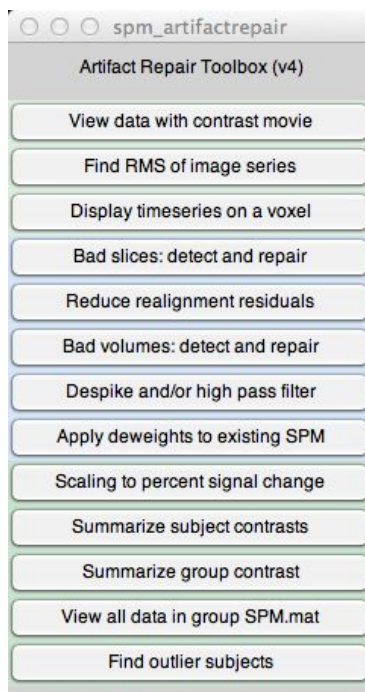 spm_artifactrepair
Artifact Repair Toolbox (v4)
View data with contrast movie
Find RMS of image series
Display timeseries on a voxel
Bad slices: detect and repair
Reduce realignment residuals
Bad volumes: detect and repair
Despike and/or high pass filter
Apply deweights to existing SPM
Scaling to percent signal change
Summarize subject contrasts
Summarize group contrast
View all data in group SPM.mat
Find outlier subjects